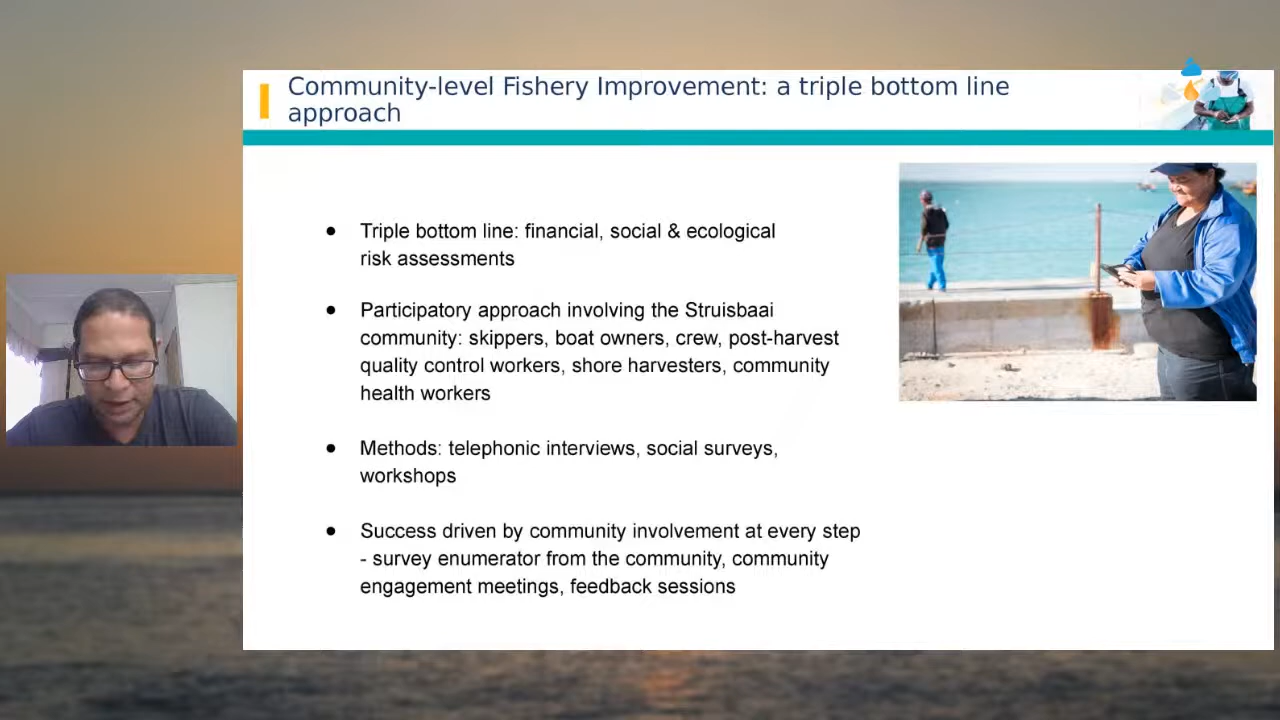 Community-level Fishery Improvement: a triple bottom line
approach
● Triple bottom line: financial, social & ecological
risk assessments
● Participatory approach involving the Struisbaai
community: skippers, boat owners, crew, post-harvest
quality control workers, shore harvesters, community
health workers
● Methods: telephonic interviews, social surveys,
workshops
● Success driven by community involvement at every step
- survey enumerator from the community, community
engagement meetings, feedback sessions